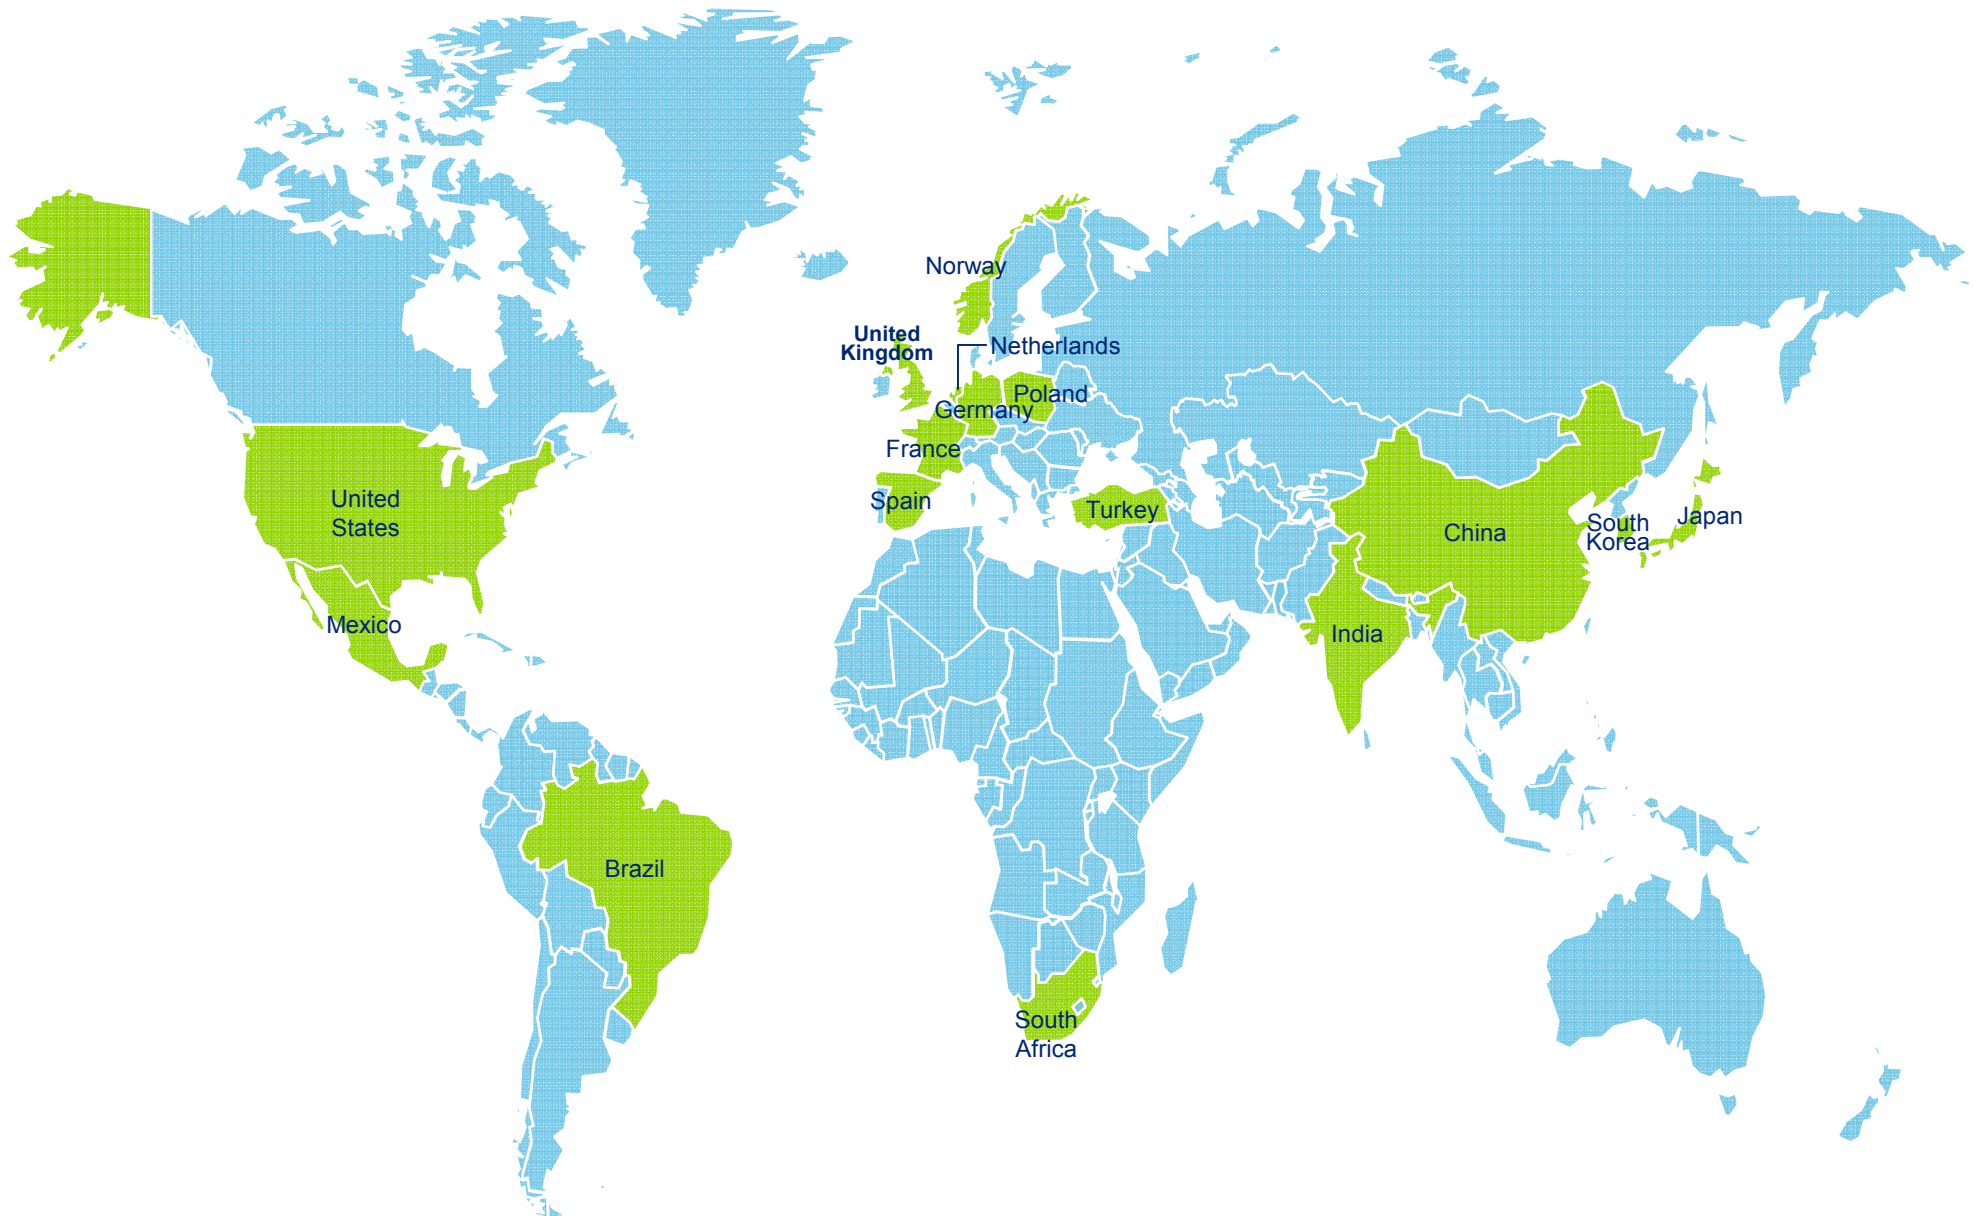 Norway
United
Kingdom
Netherlands
Poland
Germany
France
Spain
Turkey
United
States
Mexico
China
South
Korea
Japan
India
Brazil
South
Africa